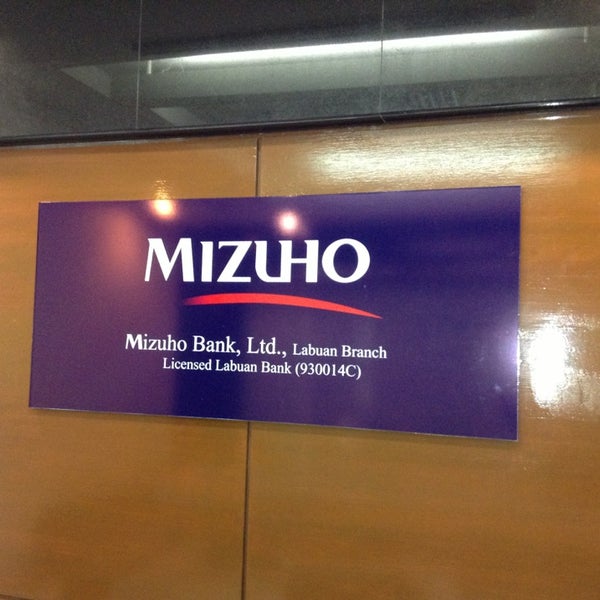 MIZUHO
Mizuho Bank, Ltd., Labuan Branch
Licensed Labuan Bank (930014C)